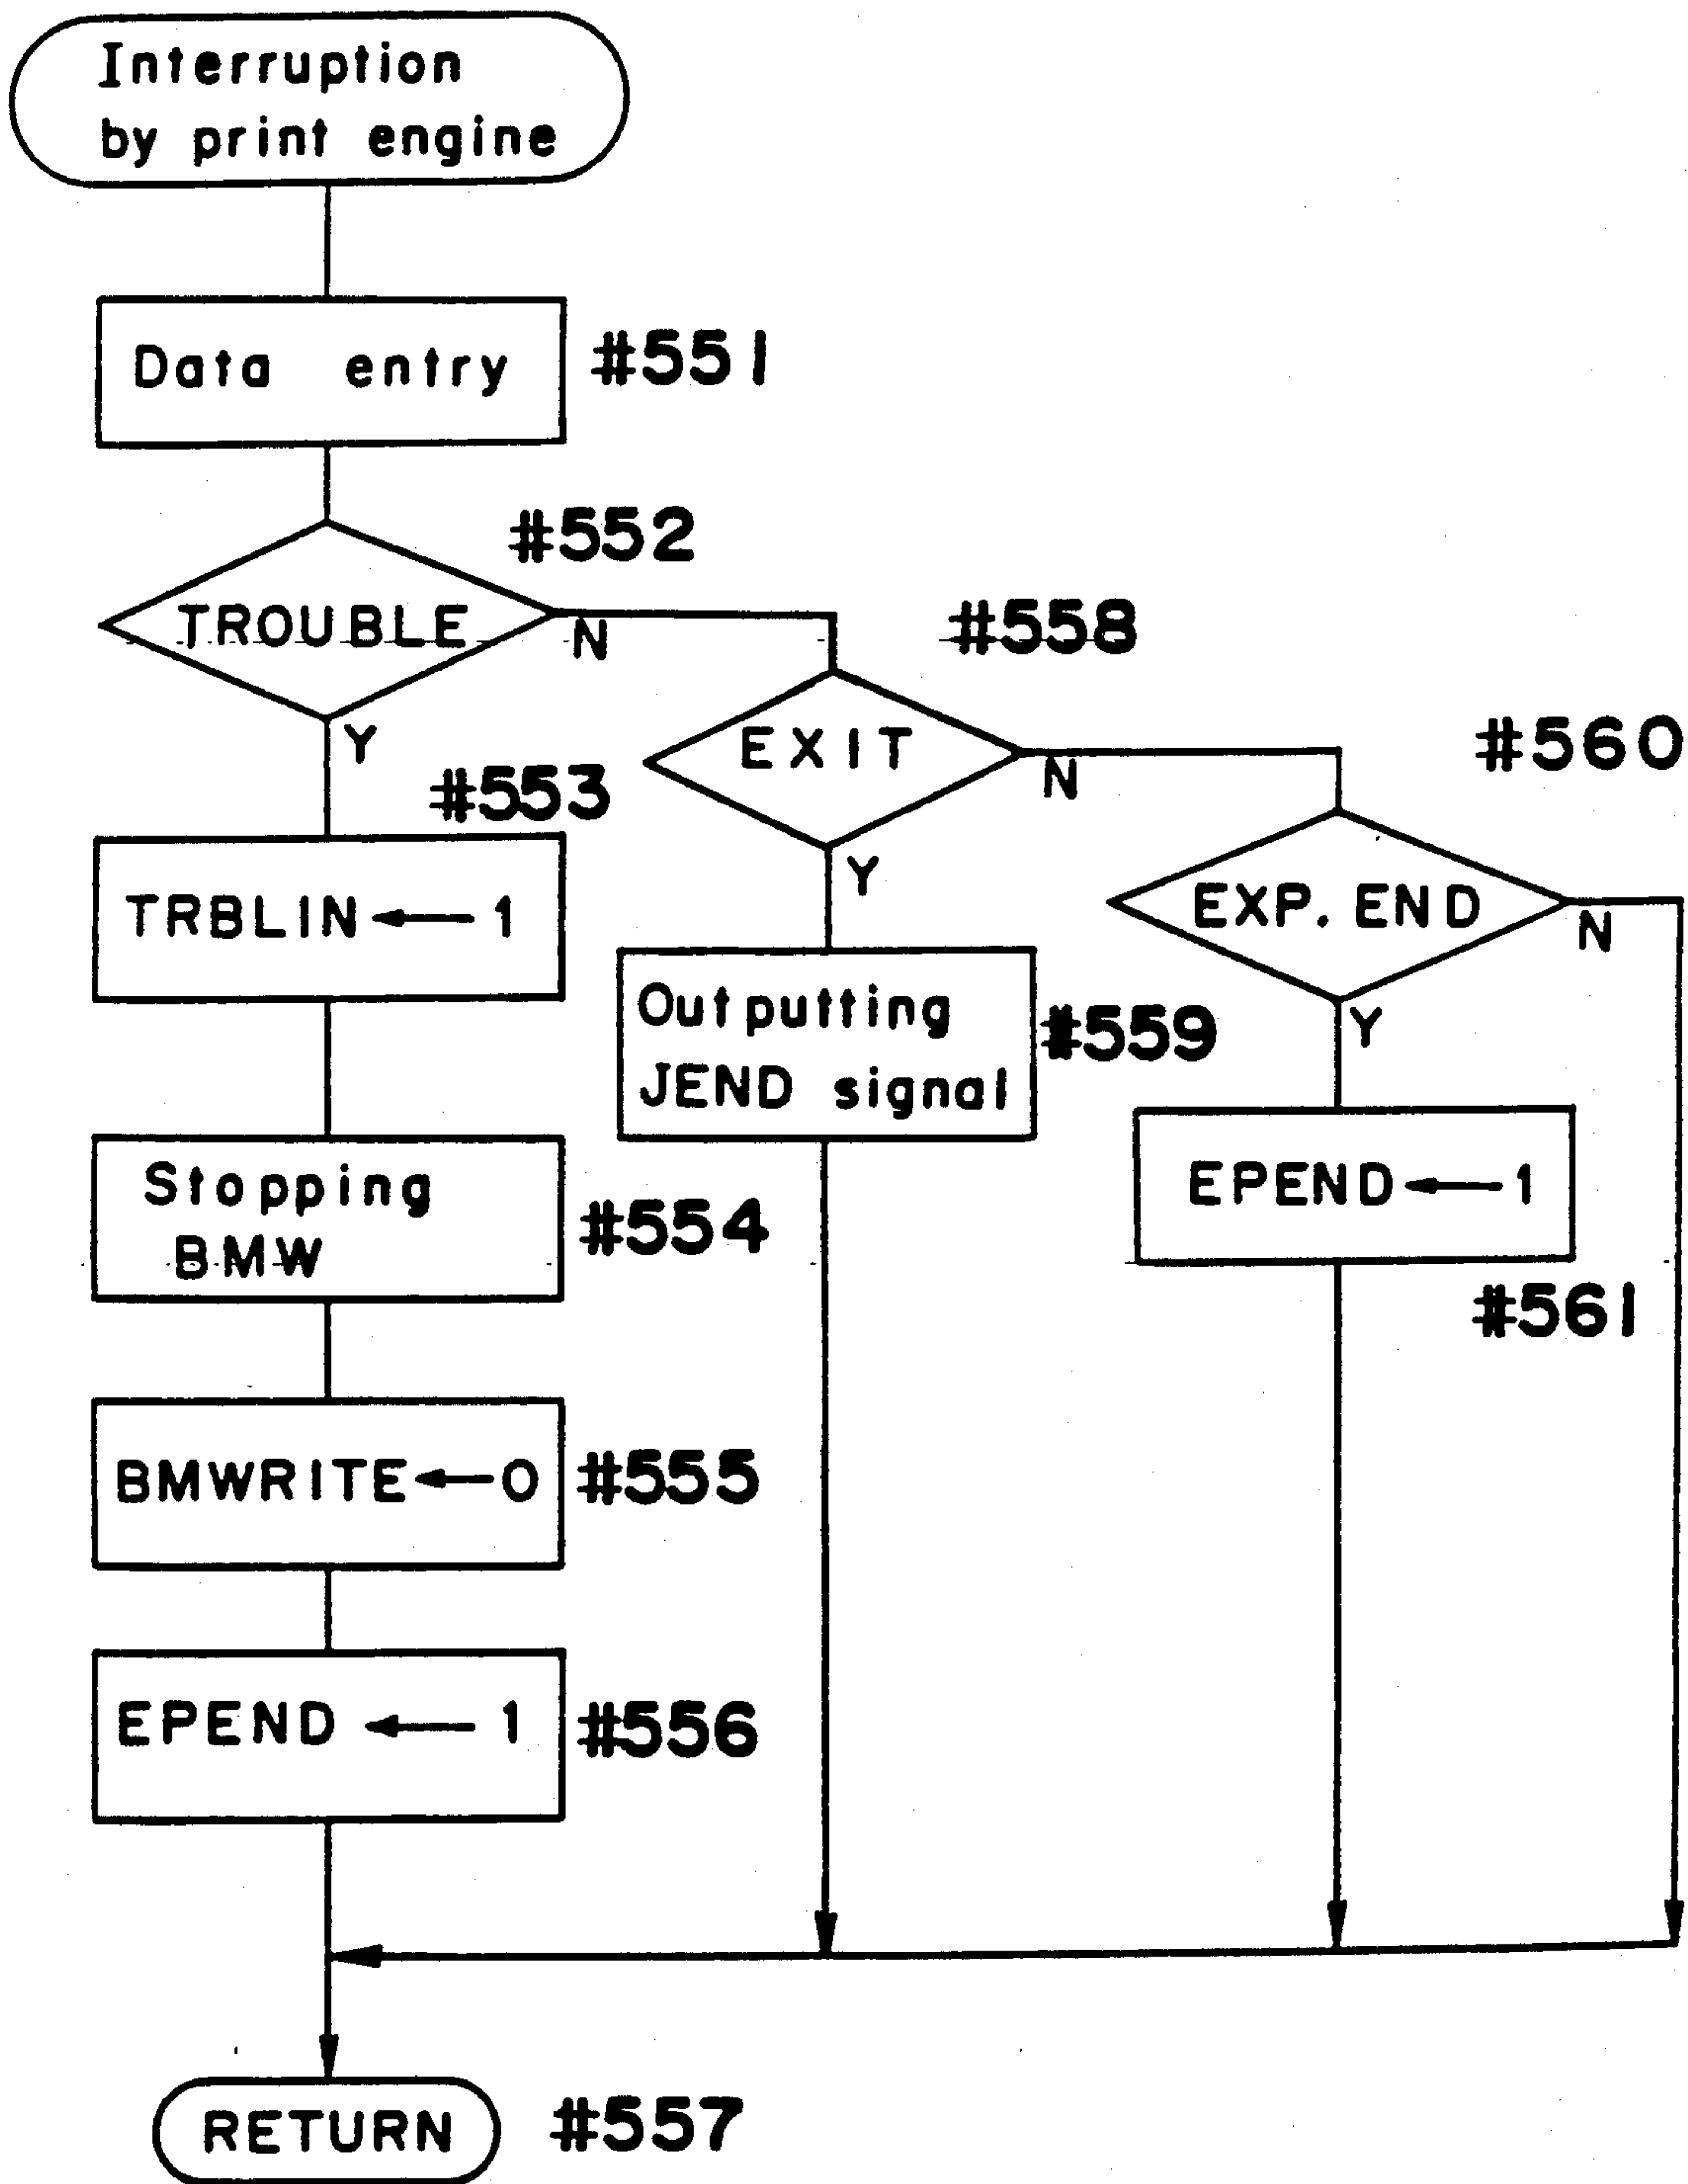 Interruption
by print engine
Data entry
#551
#552
TROUBLE
N
Y
#558
EXIT
N
Y
#560
EXP. END
N
Y
#553
TRBLIN ← 1
Outputting
JEND signal
#559
EPEND ← 1
#561
Stopping
BMW
#554
BMWRITE ← 0
#555
EPEND ← 1
#556
RETURN
#557